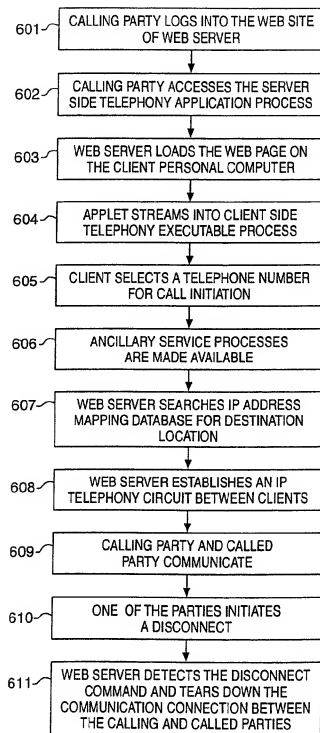 601
CALLING PARTY LOGS INTO THE WEB SITE
OF WEB SERVER
602
CALLING PARTY ACCESSES THE SERVER
SIDE TELEPHONY APPLICATION PROCESS
603
WEB SERVER LOADS THE WEB PAGE ON
THE CLIENT PERSONAL COMPUTER
604
APPLET STREAMS INTO CLIENT SIDE
TELEPHONY EXECUTABLE PROCESS
605
CLIENT SELECTS A TELEPHONE NUMBER
FOR CALL INITIATION
606
ANCILLARY SERVICE PROCESSES
ARE MADE AVAILABLE
607
WEB SERVER SEARCHES IP ADDRESS
MAPPING DATABASE FOR DESTINATION
LOCATION
608
WEB SERVER ESTABLISHES AN IP
TELEPHONY CIRCUIT BETWEEN CLIENTS
609
CALLING PARTY AND CALLED
PARTY COMMUNICATE
610
ONE OF THE PARTIES INITIATES
A DISCONNECT
611
WEB SERVER DETECTS THE DISCONNECT
COMMAND AND TEARS DOWN THE
COMMUNICATION CONNECTION BETWEEN
THE CALLING AND CALLED PARTIES